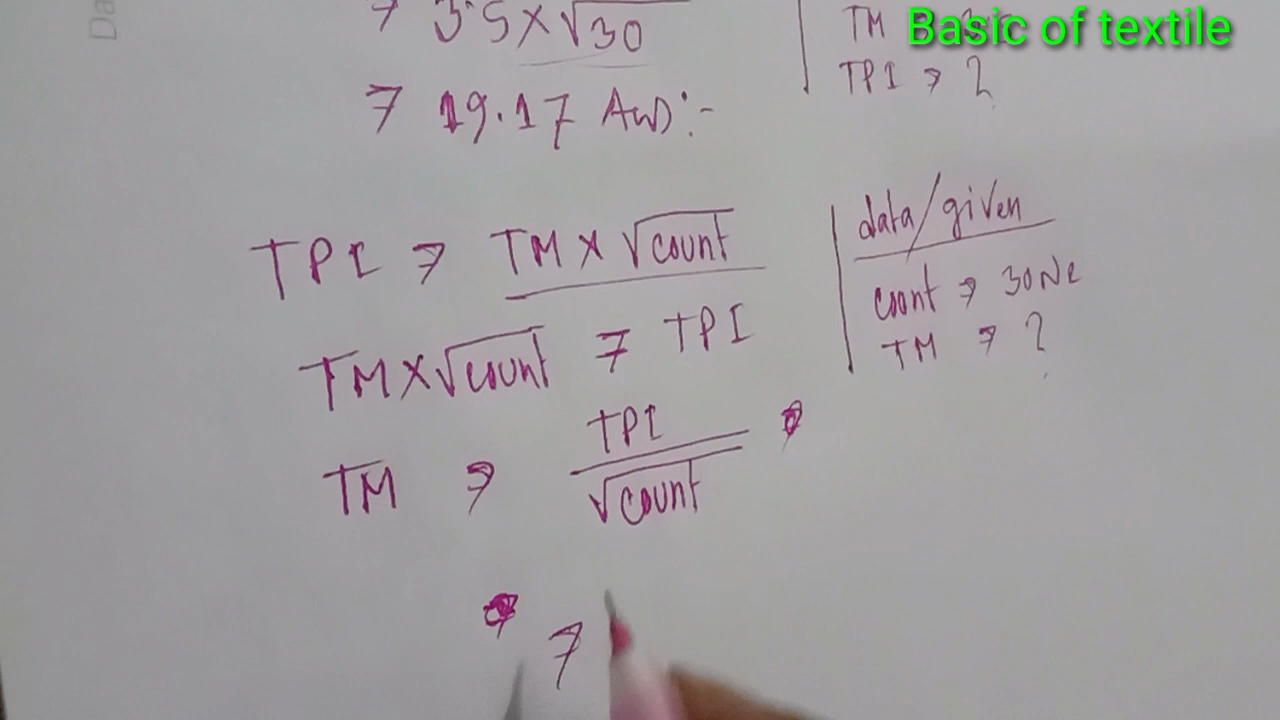 Basic of textile
⇒ 3.5×√30
TM
TPI ⇒ ?
⇒ 19.17 Ans:-
TPI ⇒ TM × √count
data/given
count ⇒ 30Ne
TM ⇒ ?
TM×√count ⇒ TPI
TM ⇒ TPI
√count
⇒